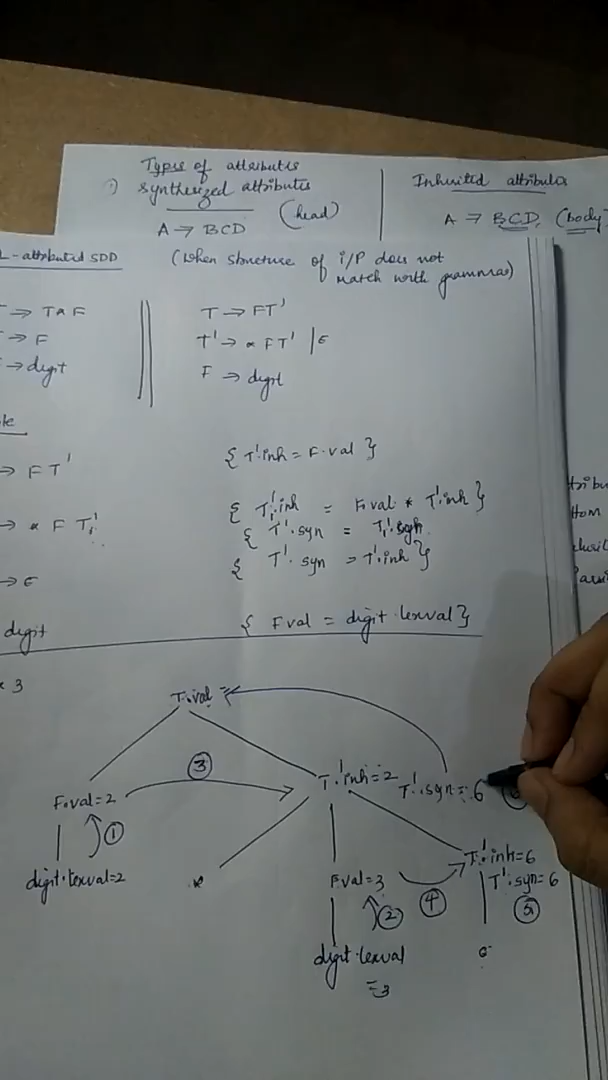 Types of attributes
1) synthesized attributes
(head)
A → BCD
Inherited attributes
A → BCD, (body)
L-attributed SDD
(when structure of i/p does not
match with grammar)
→ T * F
→ F
→ digit
T → FT'
T' → * FT' | ε
F → digit
→ FT'
{ T'.inh = F.val }
→ * F T1'
{ T1'.inh = F.val * T'.inh }
{ T'.syn = T1'.syn
→ ε
{ T'.syn = T'.inh }
digit
{ F.val = digit.lexval }
* 3
T.val =
③
F.val = 2
T'.inh = 2
T'.syn = 6
①
digit.lexval = 2
*
F.val = 3
④
T'.inh = 6
T'.syn = 6
②
⑤
digit.lexval
= 3
ε